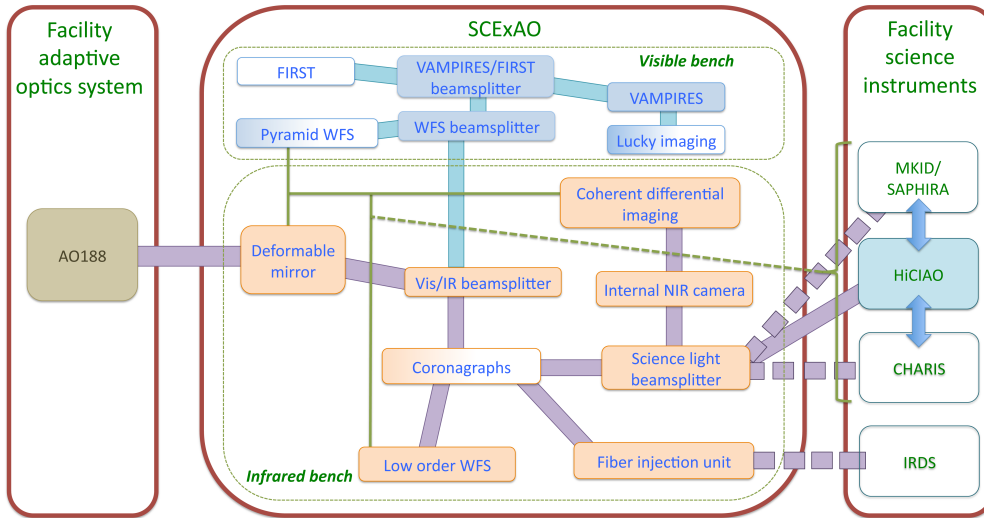 Facility
adaptive
optics system
AO188
SCExAO
Visible bench
FIRST
VAMPIRES/FIRST
beamsplitter
VAMPIRES
Pyramid WFS
WFS beamsplitter
Lucky imaging
Coherent differential
imaging
Deformable
mirror
Vis/IR beamsplitter
Internal NIR camera
Coronagraphs
Science light
beamsplitter
Low order WFS
Fiber injection unit
Infrared bench
Facility
science
instruments
MKID/
SAPHIRA
HiCIAO
CHARIS
IRDS